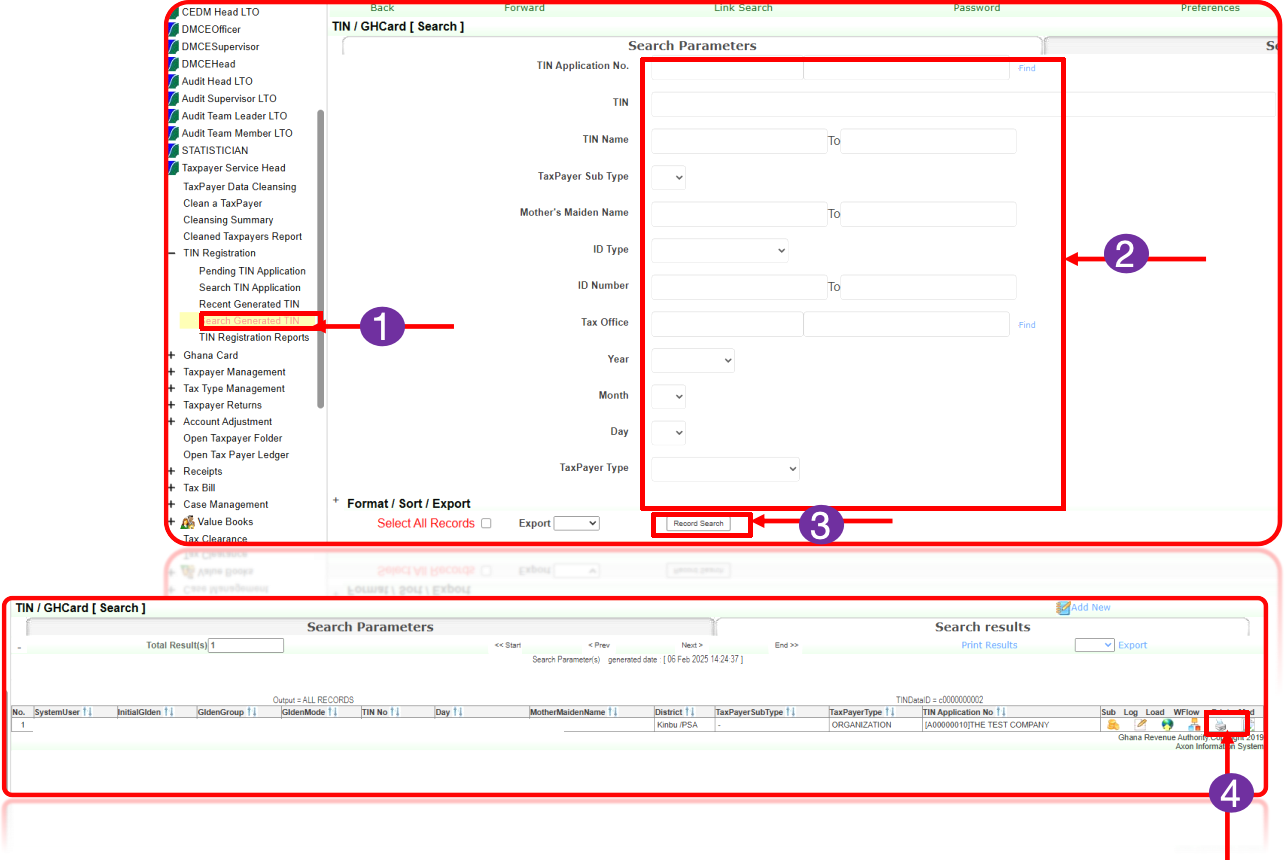 Back Forward Link Search Password Preferences
CEDM Head LTO
DMCEOfficer
DMCESupervisor
DMCEHead
Audit Head LTO
Audit Supervisor LTO
Audit Team Leader LTO
Audit Team Member LTO
STATISTICIAN
Taxpayer Service Head
TaxPayer Data Cleansing
Clean a TaxPayer
Cleansing Summary
Cleaned Taxpayers Report
TIN Registration
Pending TIN Application
Search TIN Application
Recent Generated TIN
Search Generated TIN
TIN Registration Reports
Ghana Card
Taxpayer Management
Tax Type Management
Taxpayer Returns
Account Adjustment
Open Taxpayer Folder
Open Tax Payer Ledger
Receipts
Tax Bill
Case Management
Value Books
Tax Clearance
1
TIN / GHCard [ Search ]
Search Parameters
TIN Application No. Find
TIN
TIN Name To
TaxPayer Sub Type
Mother's Maiden Name To
ID Type
ID Number To
Tax Office Find
Year
Month
Day
TaxPayer Type
2
+ Format / Sort / Export
Select All Records Export Record Search
3
TIN / GHCard [ Search ] Add New
Search Parameters Search results
- Total Result(s) 1 << Start < Prev Next > End >> Print Results Export
Search Parameter(s) generated date : [ 06 Feb 2025 14:24:37 ]
Output = ALL RECORDS TINDataID = c0000000002
No. SystemUser InitialGIden GIdenGroup GIdenMode TIN No Day MotherMaidenName District TaxPayerSubType TaxPayerType TIN Application No Sub Log Load WFlow
1 Kinbu /PSA - ORGANIZATION [A00000010]THE TEST COMPANY
Ghana Revenue Authority Copyright 2019
Axon Information System
4